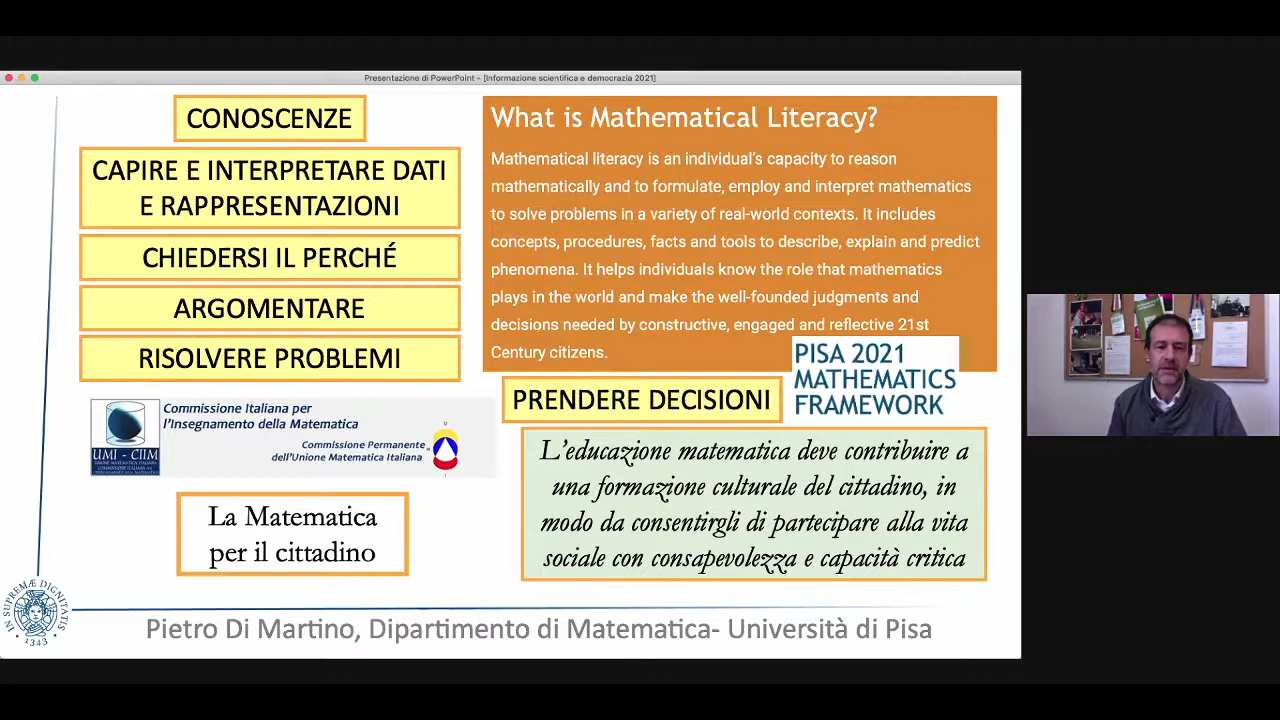 Presentazione di PowerPoint - [Informazione scientifica e democrazia 2021]
CONOSCENZE
CAPIRE E INTERPRETARE DATI
E RAPPRESENTAZIONI
CHIEDERSI IL PERCHÉ
ARGOMENTARE
RISOLVERE PROBLEMI
What is Mathematical Literacy?
Mathematical literacy is an individual's capacity to reason
mathematically and to formulate, employ and interpret mathematics
to solve problems in a variety of real-world contexts. It includes
concepts, procedures, facts and tools to describe, explain and predict
phenomena. It helps individuals know the role that mathematics
plays in the world and make the well-founded judgments and
decisions needed by constructive, engaged and reflective 21st
Century citizens.
PISA 2021
MATHEMATICS
FRAMEWORK
PRENDERE DECISIONI
Commissione Italiana per
l'Insegnamento della Matematica
Commissione Permanente
dell'Unione Matematica Italiana
UMI - CIIM
L'educazione matematica deve contribuire a
una formazione culturale del cittadino, in
modo da consentirgli di partecipare alla vita
sociale con consapevolezza e capacità critica
La Matematica
per il cittadino
IN SUPREMÆ DIGNITATIS
1343
Pietro Di Martino, Dipartimento di Matematica- Università di Pisa